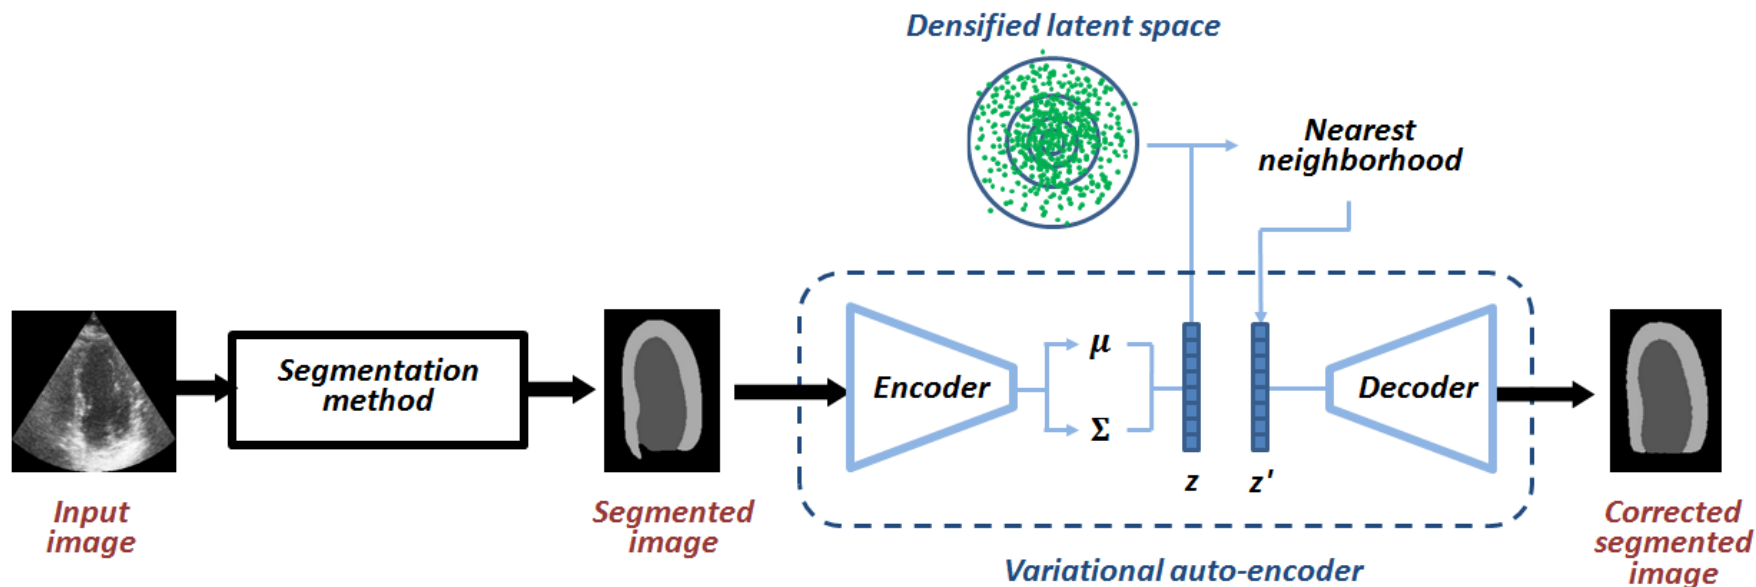 Densified latent space
Nearest
neighborhood
Segmentation
method
Encoder
μ
Σ
z
z'
Decoder
Input
image
Segmented
image
Variational auto-encoder
Corrected
segmented
image